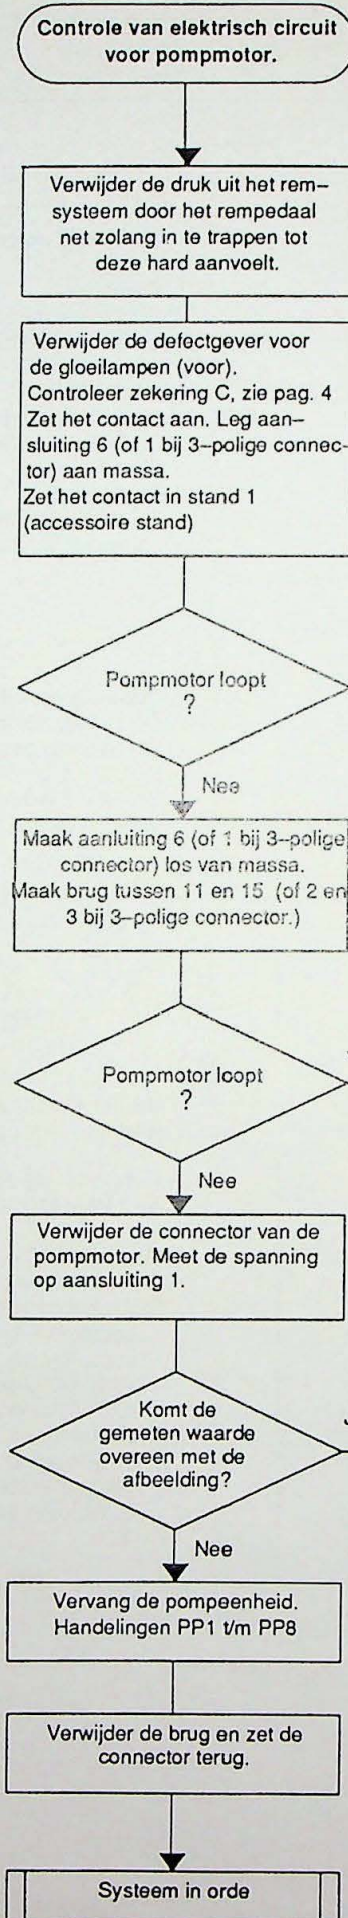 Controle van elektrisch circuit
voor pompmotor.
Verwijder de druk uit het rem-
systeem door het rempedaal
net zolang in te trappen tot
deze hard aanvoelt.
Verwijder de defectgever voor
de gloeilampen (voor).
Controleer zekering C, zie pag. 4
Zet het contact aan. Leg aan-
sluiting 6 (of 1 bij 3-polige connec-
tor) aan massa.
Zet het contact in stand 1
(accessoire stand)
Pompmotor loopt
?
Nee
Maak aanluiting 6 (of 1 bij 3-polige
connector) los van massa.
Maak brug tussen 11 en 15 (of 2 en
3 bij 3-polige connector.)
Pompmotor loopt
?
Nee
Verwijder de connector van de
pompmotor. Meet de spanning
op aansluiting 1.
Komt de
gemeten waarde
overeen met de
afbeelding?
Nee
Vervang de pompeenheid.
Handelingen PP1 t/m PP8
Verwijder de brug en zet de
connector terug.
Systeem in orde